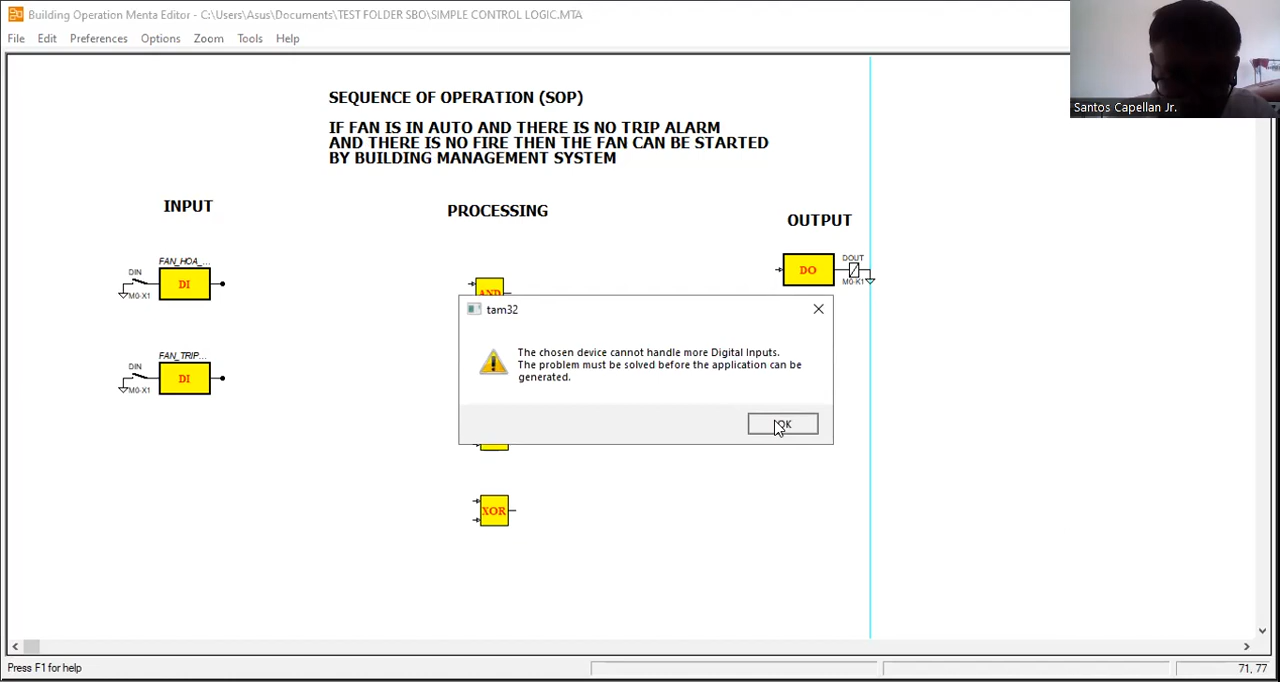 Building Operation Menta Editor - C:\Users\Asus\Documents\TEST FOLDER SBO\SIMPLE CONTROL LOGIC.MTA
File Edit Preferences Options Zoom Tools Help
Santos Capellan Jr.
SEQUENCE OF OPERATION (SOP)
IF FAN IS IN AUTO AND THERE IS NO TRIP ALARM
AND THERE IS NO FIRE THEN THE FAN CAN BE STARTED
BY BUILDING MANAGEMENT SYSTEM
INPUT
PROCESSING
OUTPUT
FAN_HOA_...
DIN
DI
M0-X1
AND
DO
DOUT
M0-K1
tam32
The chosen device cannot handle more Digital Inputs.
The problem must be solved before the application can be
generated.
OK
FAN_TRIP...
DIN
DI
M0-X1
XOR
Press F1 for help
71, 77